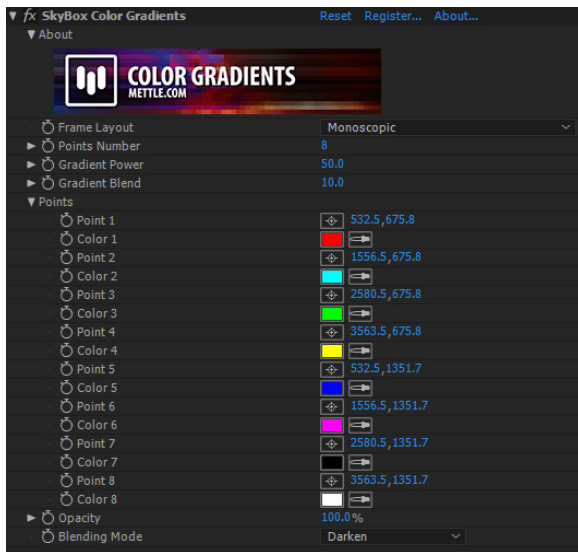 fx SkyBox Color Gradients Reset Register... About...
About
COLOR GRADIENTS
METTLE.COM
Frame Layout Monoscopic
Points Number 8
Gradient Power 50.0
Gradient Blend 10.0
Points
Point 1 532.5,675.8
Color 1
Point 2 1556.5,675.8
Color 2
Point 3 2580.5,675.8
Color 3
Point 4 3563.5,675.8
Color 4
Point 5 532.5,1351.7
Color 5
Point 6 1556.5,1351.7
Color 6
Point 7 2580.5,1351.7
Color 7
Point 8 3563.5,1351.7
Color 8
Opacity 100.0%
Blending Mode Darken